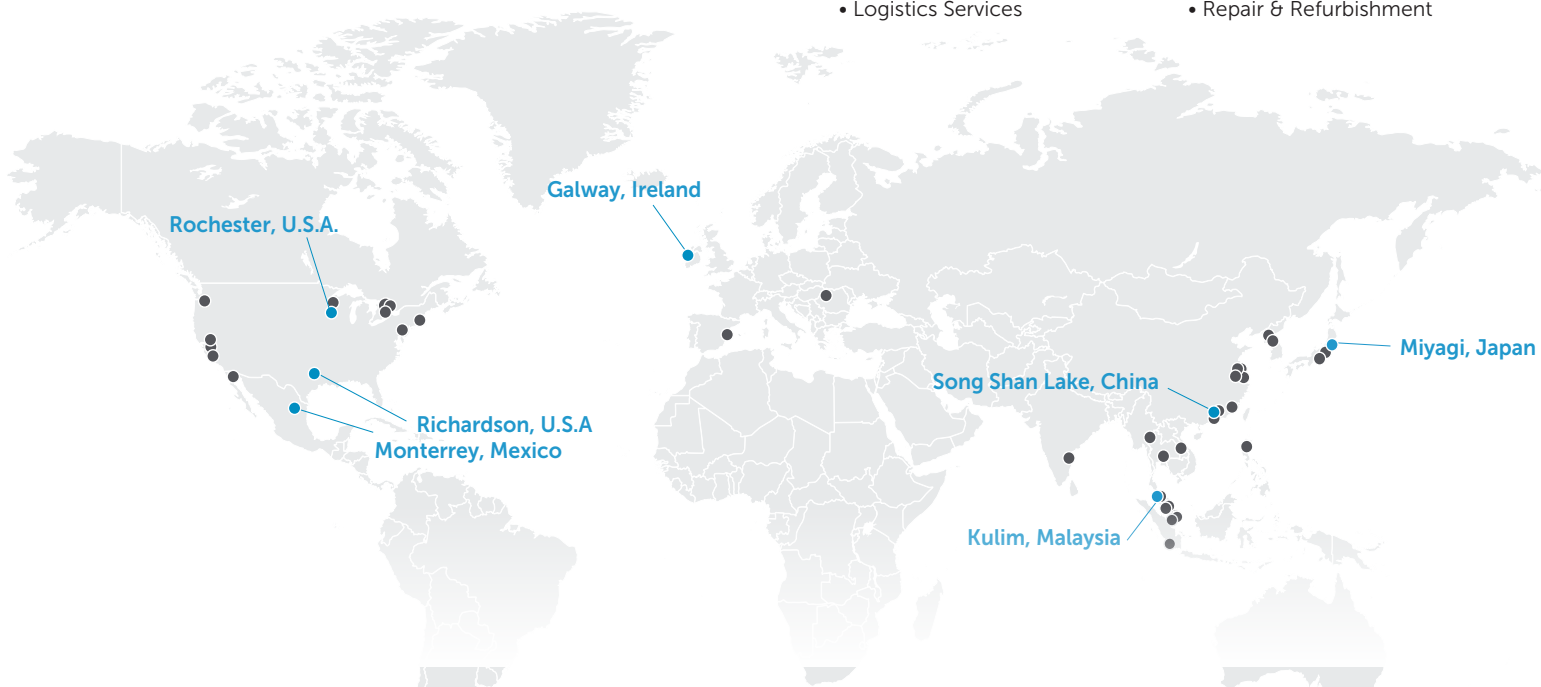 • Logistics Services
• Repair & Refurbishment
Galway, Ireland
Rochester, U.S.A.
Miyagi, Japan
Song Shan Lake, China
Richardson, U.S.A
Monterrey, Mexico
Kulim, Malaysia